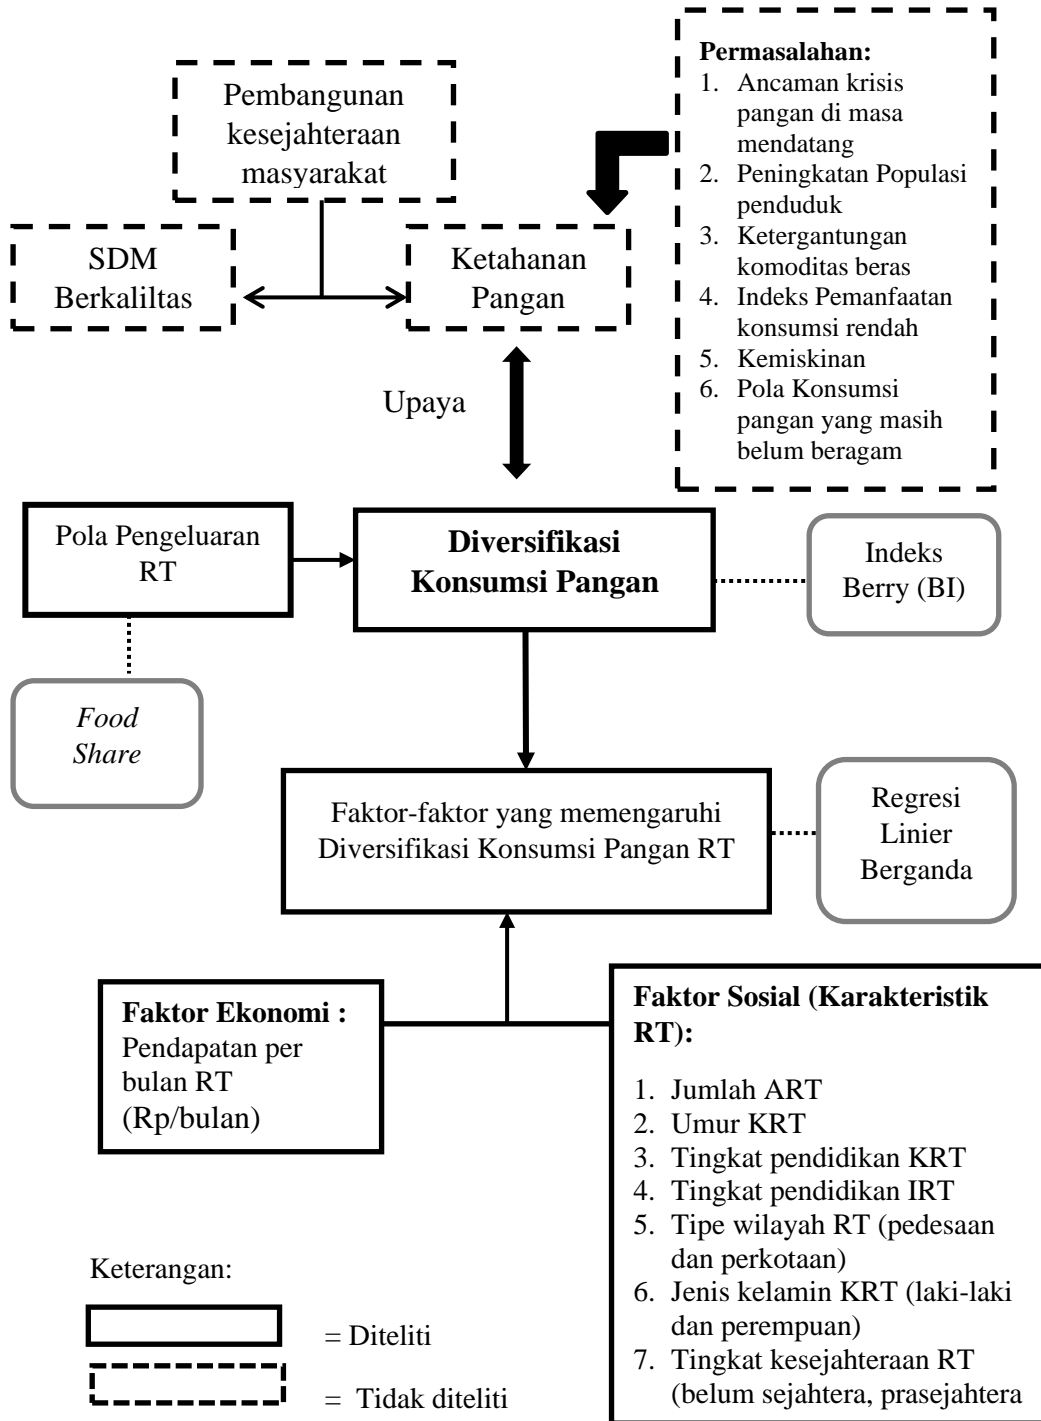 Pembangunan
kesejahteraan
masyarakat
Permasalahan:
1. Ancaman krisis
pangan di masa
mendatang
2. Peningkatan Populasi
penduduk
3. Ketergantungan
komoditas beras
4. Indeks Pemanfaatan
konsumsi rendah
5. Kemiskinan
6. Pola Konsumsi
pangan yang masih
belum beragam
SDM
Berkaliltas
Ketahanan
Pangan
Upaya
Pola Pengeluaran
RT
Diversifikasi
Konsumsi Pangan
Indeks
Berry (BI)
Food
Share
Faktor-faktor yang memengaruhi
Diversifikasi Konsumsi Pangan RT
Regresi
Linier
Berganda
Faktor Ekonomi :
Pendapatan per
bulan RT
(Rp/bulan)
Faktor Sosial (Karakteristik
RT):
1. Jumlah ART
2. Umur KRT
3. Tingkat pendidikan KRT
4. Tingkat pendidikan IRT
5. Tipe wilayah RT (pedesaan
dan perkotaan)
6. Jenis kelamin KRT (laki-laki
dan perempuan)
7. Tingkat kesejahteraan RT
(belum sejahtera, prasejahtera
Keterangan:
= Diteliti
= Tidak diteliti